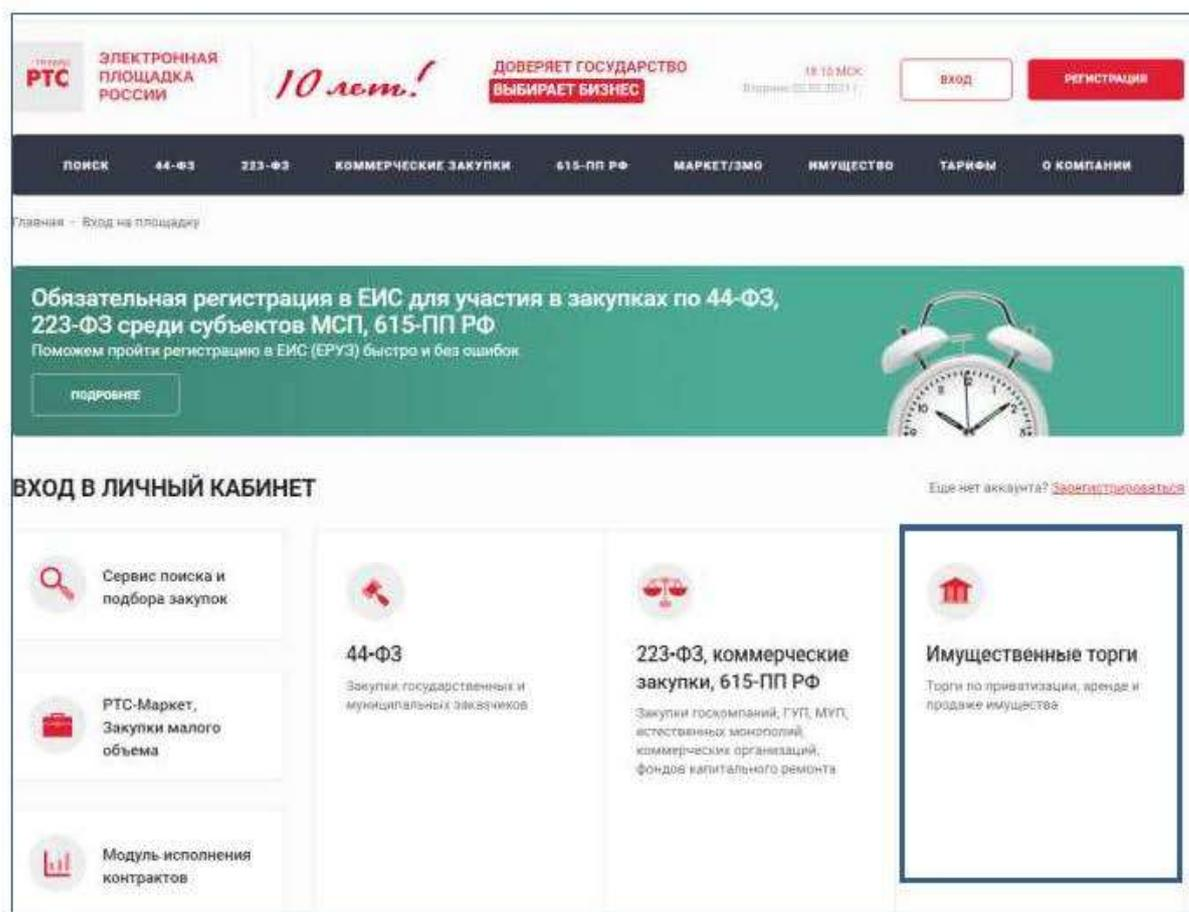 РТС
ЭЛЕКТРОННАЯ
ПЛОЩАДКА
РОССИИ
10 лет!
ДОВЕРЯЕТ ГОСУДАРСТВО
ВЫБИРАЕТ БИЗНЕС
МСК
ВХОД
РЕГИСТРАЦИЯ
ПОИСК 44-ФЗ 223-ФЗ КОММЕРЧЕСКИЕ ЗАКУПКИ 615-ПП РФ МАРКЕТ/ЗМО ИМУЩЕСТВО ТАРИФЫ О КОМПАНИИ
Главная - Вход на площадку
Обязательная регистрация в ЕИС для участия в закупках по 44-ФЗ,
223-ФЗ среди субъектов МСП, 615-ПП РФ
Поможем пройти регистрацию в ЕИС (ЕРУЗ) быстро и без ошибок
ПОДРОБНЕЕ
ВХОД В ЛИЧНЫЙ КАБИНЕТ
Еще нет аккаунта? Зарегистрироваться
Сервис поиска и
подбора закупок
РТС-Маркет,
Закупки малого
объема
Модуль исполнения
контрактов
44-ФЗ
Закупки государственных и
муниципальных заказчиков
223-ФЗ, коммерческие
закупки, 615-ПП РФ
Закупки госкомпаний, ГУП, МУП,
естественных монополий,
коммерческих организаций,
фондов капитального ремонта
Имущественные торги
Торги по приватизации, аренде и
продаже имущества